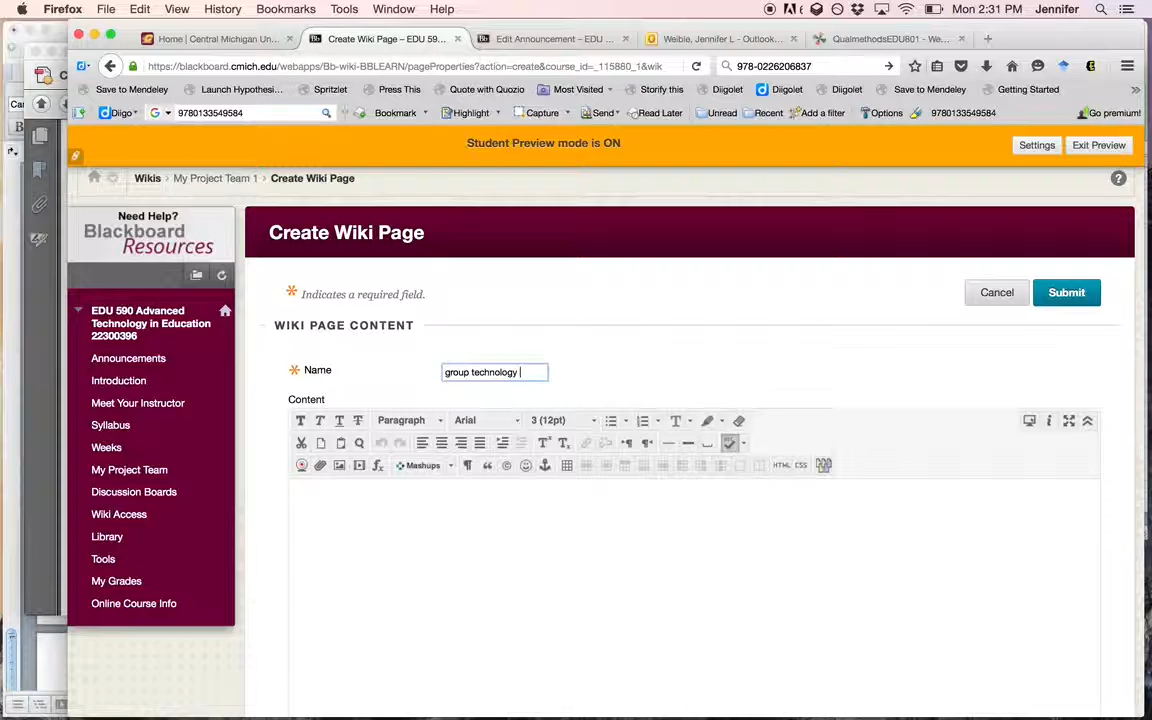 Firefox File Edit View History Bookmarks Tools Window Help Mon 2:31 PM Jennifer
Home | Central Michigan Un... × Create Wiki Page – EDU 59... × Edit Announcement – EDU ... × Weible, Jennifer L - Outlook... × QualmethodsEDU801 - We... × +
https://blackboard.cmich.edu/webapps/Bb-wiki-BBLEARN/pageProperties?action=create&course_id=_115880_1&wik 978-0226206837
Save to Mendeley Launch Hypothesi... Spritzlet Press This Quote with Quozio Most Visited Storify this Diigolet Diigolet Diigolet Save to Mendeley Getting Started »
Diigo 9780133549584 Bookmark Highlight Capture Send Read Later Unread Recent Add a filter Options 9780133549584 Go premium!
Student Preview mode is ON Settings Exit Preview
Wikis > My Project Team 1 > Create Wiki Page
Need Help?
Blackboard
Resources
Create Wiki Page
* Indicates a required field. Cancel Submit
WIKI PAGE CONTENT
* Name group technology
Content
Paragraph Arial 3 (12pt)
Mashups HTML CSS
EDU 590 Advanced
Technology in Education
22300396
Announcements
Introduction
Meet Your Instructor
Syllabus
Weeks
My Project Team
Discussion Boards
Wiki Access
Library
Tools
My Grades
Online Course Info